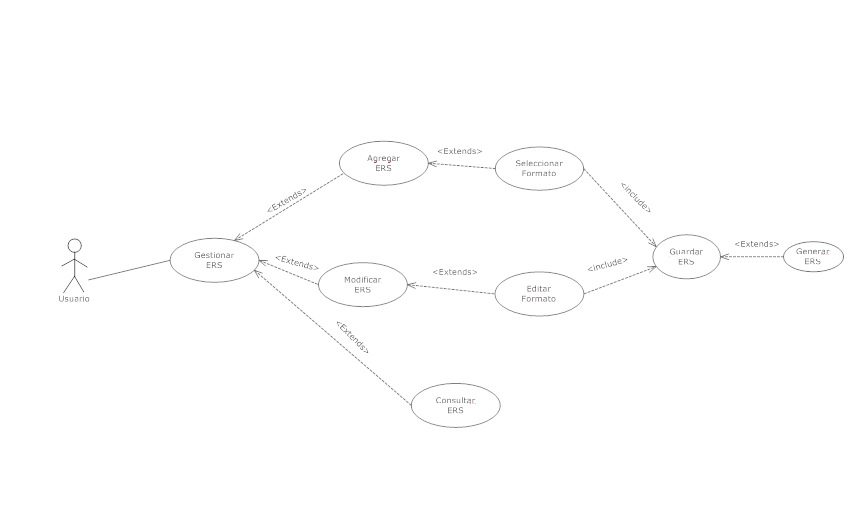 Agregar
ERS
<Extends>
Seleccionar
Formato
<Extends>
<include>
Usuario
Gestionar
ERS
<Extends>
Modificar
ERS
<Extends>
Editar
Formato
<include>
Guardar
ERS
<Extends>
Generar
ERS
<Extends>
Consultar
ERS